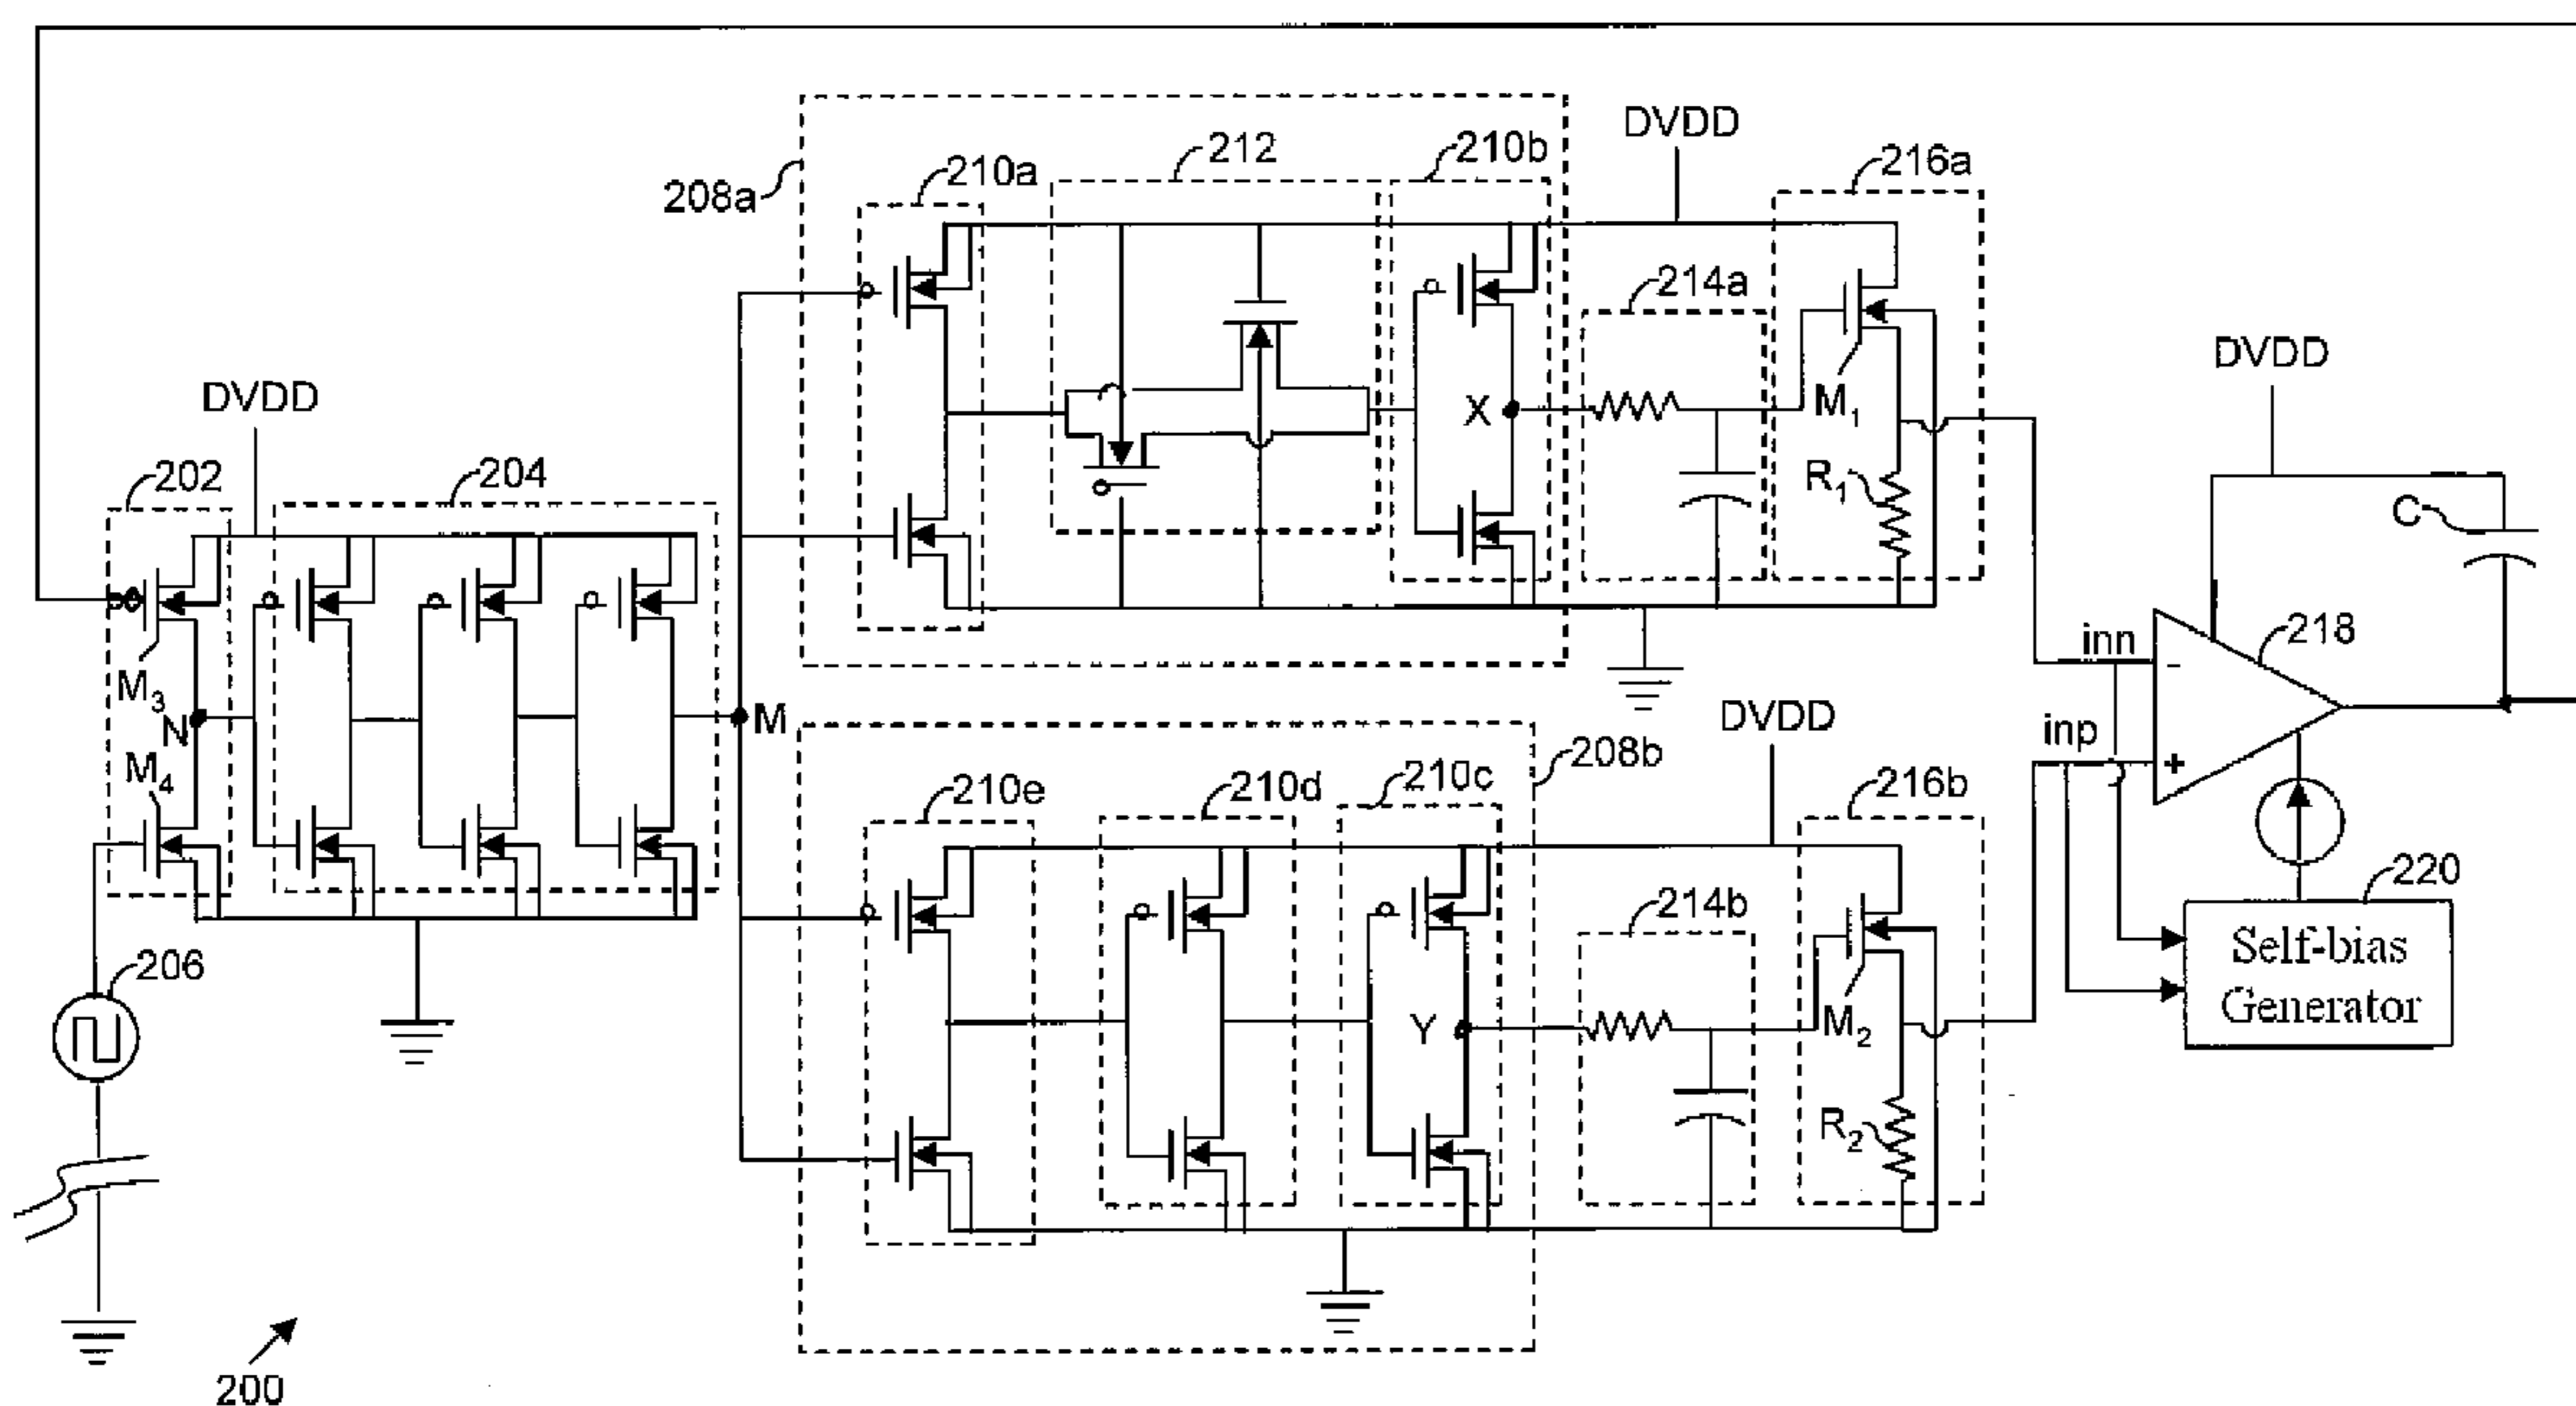 DVDD
210a
212
210b
216a
208a
214a
DVDD
DVDD
X
M1
202
204
R1
C
M3
inn
-
218
N
M
DVDD
inp
M4
208b
+
210e
210d
210c
216b
214b
220
206
Self-bias
Generator
Y
M2
R2
200